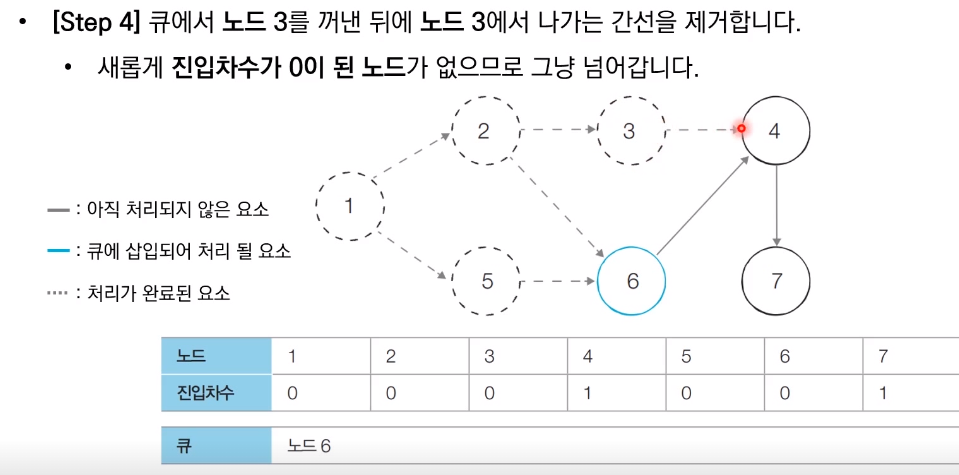 • [Step 4] 큐에서 노드 3를 꺼낸 뒤에 노드 3에서 나가는 간선을 제거합니다.
• 새롭게 진입차수가 0이 된 노드가 없으므로 그냥 넘어갑니다.
2 3 4
1
: 아직 처리되지 않은 요소
: 큐에 삽입되어 처리 될 요소
5 6 7
: 처리가 완료된 요소
노드 1 2 3 4 5 6 7
진입차수 0 0 0 1 0 0 1
큐 노드 6